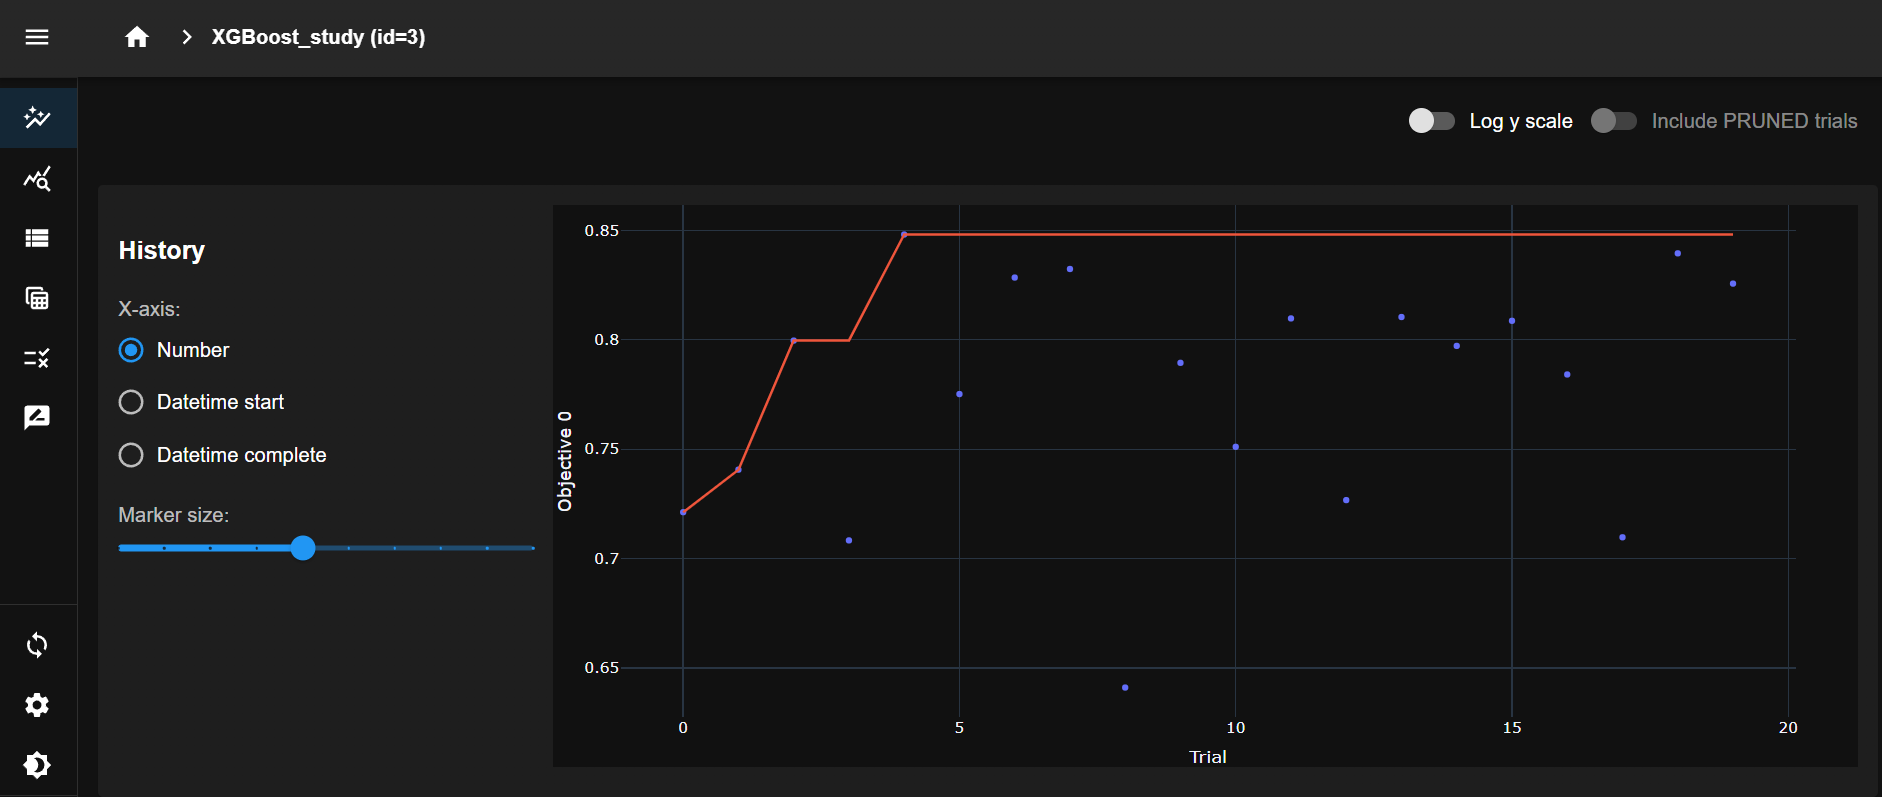 XGBoost_study (id=3)
Log y scale
Include PRUNED trials
History
X-axis:
Number
Datetime start
Datetime complete
Marker size:
0.85
0.8
0.75
0.7
0.65
Objective 0
0 5 10 15 20
Trial